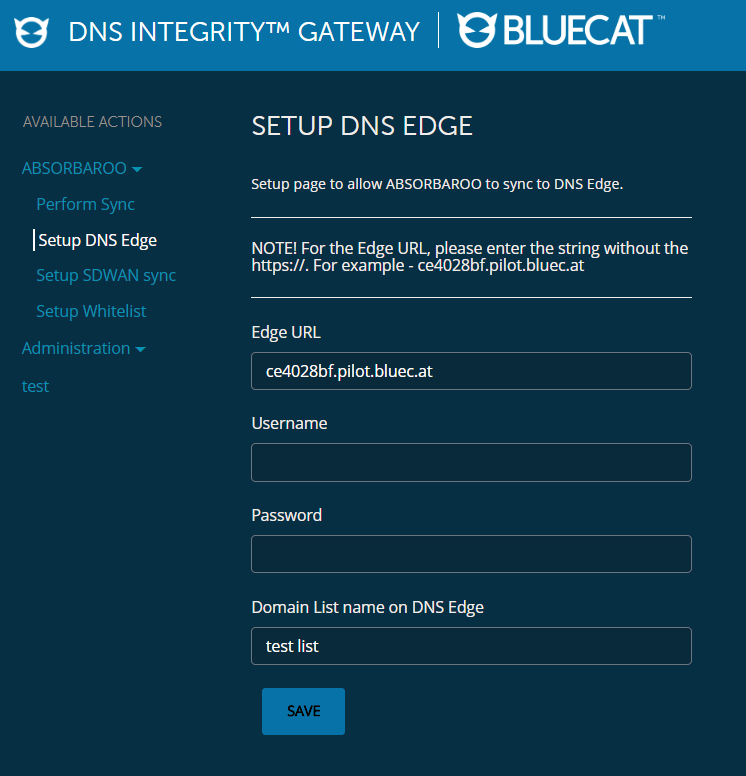 DNS INTEGRITY™ GATEWAY
BLUECAT™
AVAILABLE ACTIONS
ABSORBAROO
Perform Sync
Setup DNS Edge
Setup SDWAN sync
Setup Whitelist
Administration
test
SETUP DNS EDGE
Setup page to allow ABSORBAROO to sync to DNS Edge.
NOTE! For the Edge URL, please enter the string without the
https://. For example - ce4028bf.pilot.bluec.at
Edge URL
ce4028bf.pilot.bluec.at
Username
Password
Domain List name on DNS Edge
test list
SAVE